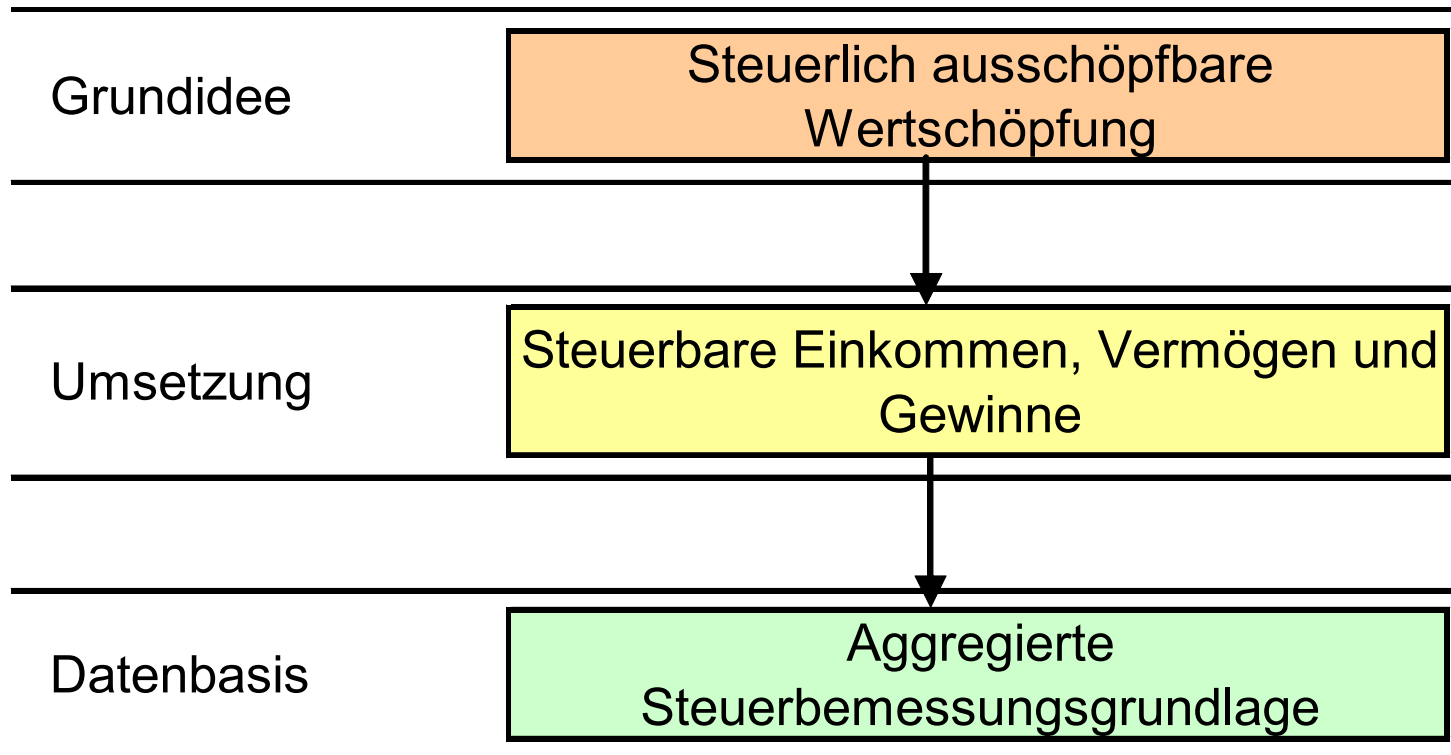 Grundidee
Steuerlich ausschöpfbare
Wertschöpfung
Umsetzung
Steuerbare Einkommen, Vermögen und
Gewinne
Datenbasis
Aggregierte
Steuerbemessungsgrundlage